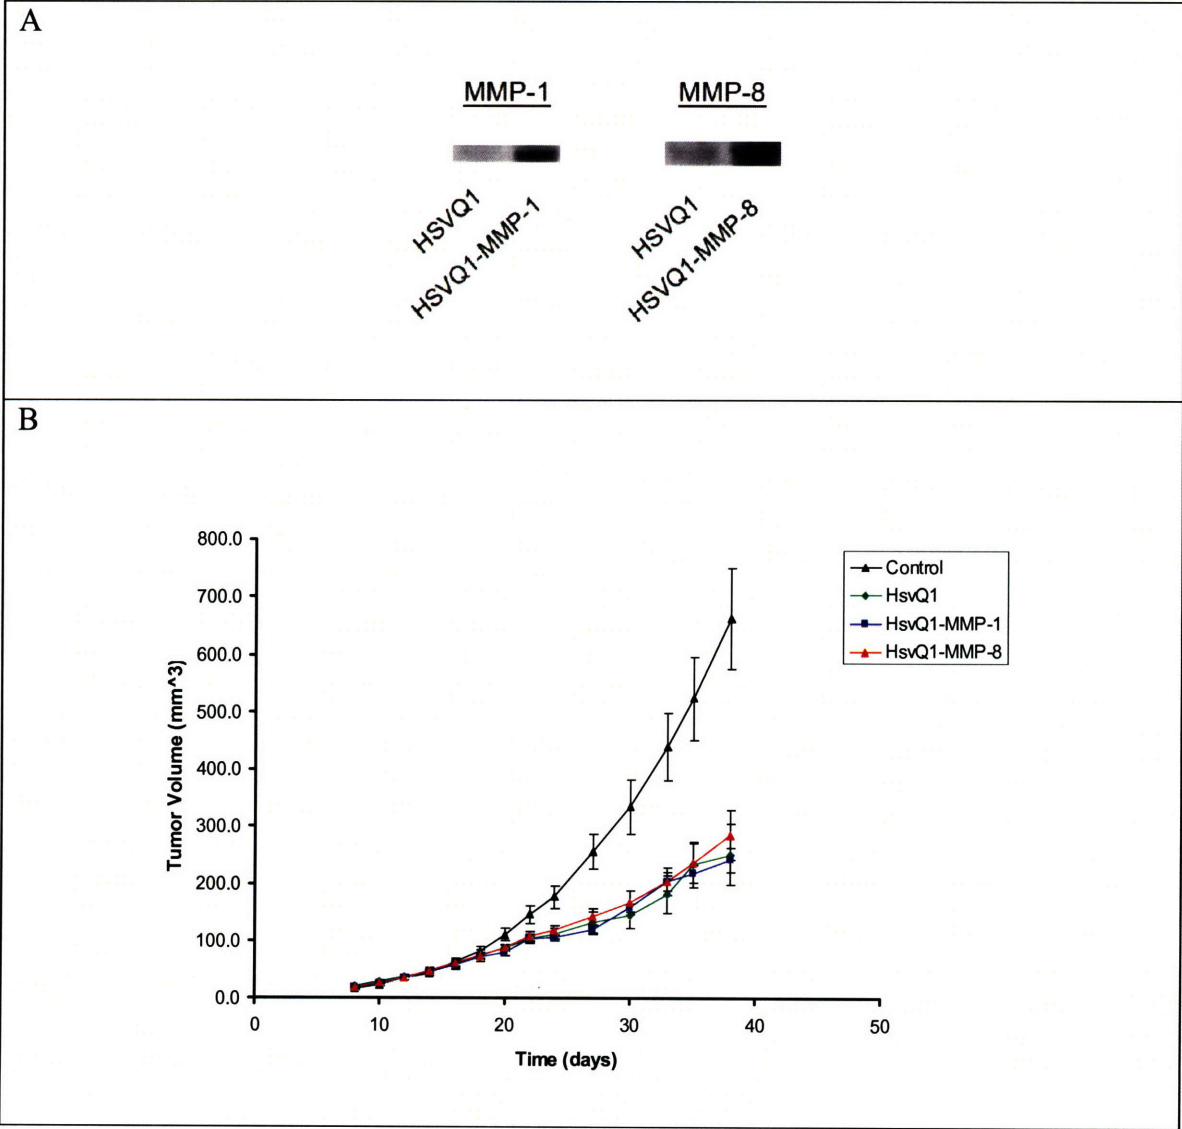 A
MMP-1 MMP-8
HSVQ1
HSVQ1-MMP-1
HSVQ1
HSVQ1-MMP-8
B
800.0
700.0
600.0
500.0
400.0
300.0
200.0
100.0
0.0
Tumor Volume (mm^3)
0 10 20 30 40 50
Time (days)
Control
HsvQ1
HsvQ1-MMP-1
HsvQ1-MMP-8